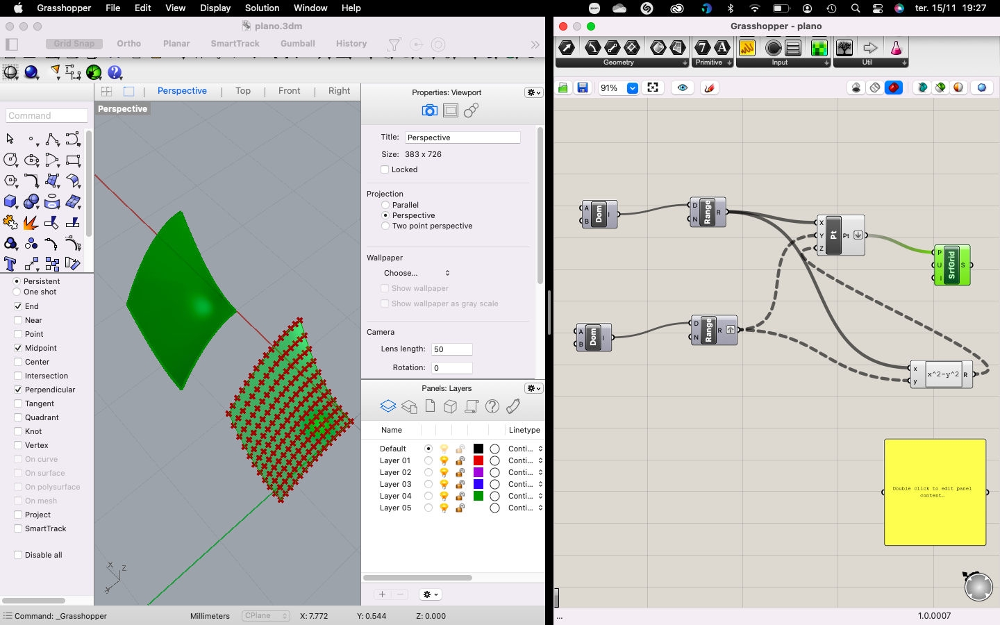 Grasshopper File Edit View Display Solution Window Help
ter. 15/11 19:27
plano.3dm
Grid Snap Ortho Planar SmartTrack Gumball History
Perspective Top Front Right
Command
Perspective
Persistent
One shot
End
Near
Point
Midpoint
Center
Intersection
Perpendicular
Tangent
Quadrant
Knot
Vertex
On curve
On surface
On polysurface
On mesh
Project
SmartTrack
Disable all
X
Z
y
Properties: Viewport
Title: Perspective
Size: 383 x 726
Locked
Projection
Parallel
Perspective
Two point perspective
Wallpaper
Choose...
Show wallpaper
Show wallpaper as gray scale
Camera
Lens length: 50
Rotation: 0
Panels: Layers
Name Linetype
Default Conti...
Layer 01 Conti...
Layer 02 Conti...
Layer 03 Conti...
Layer 04 Conti...
Layer 05 Conti...
Command: _Grasshopper Millimeters CPlane X: 7.772 Y: 0.544 Z: 0.000
Grasshopper - plano
Geometry Primitive Input Util
91%
A
B
Dom
I
D
N
Range
R
X
Y
Z
Pt
Pt
P
U
I
SrfGrid
S
A
B
Dom
I
D
N
Range
R
x
y
x^2-y^2
R
Double click to edit panel
content…
... 1.0.0007